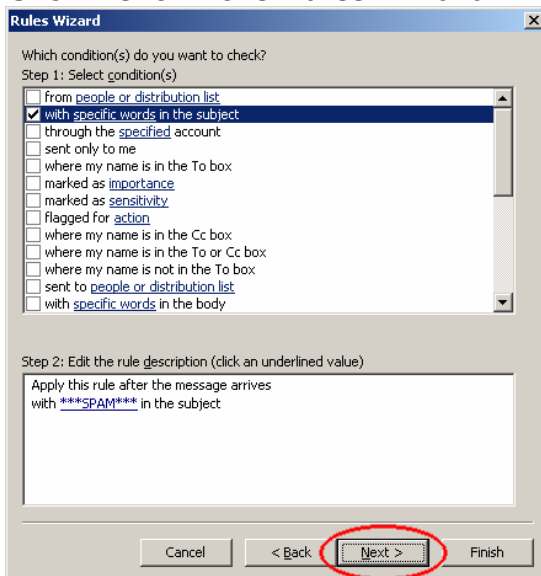 Rules Wizard
Which condition(s) do you want to check?
Step 1: Select condition(s)
from people or distribution list
with specific words in the subject
through the specified account
sent only to me
where my name is in the To box
marked as importance
marked as sensitivity
flagged for action
where my name is in the Cc box
where my name is in the To or Cc box
where my name is not in the To box
sent to people or distribution list
with specific words in the body
Step 2: Edit the rule description (click an underlined value)
Apply this rule after the message arrives
with ***SPAM*** in the subject
Cancel < Back Next > Finish